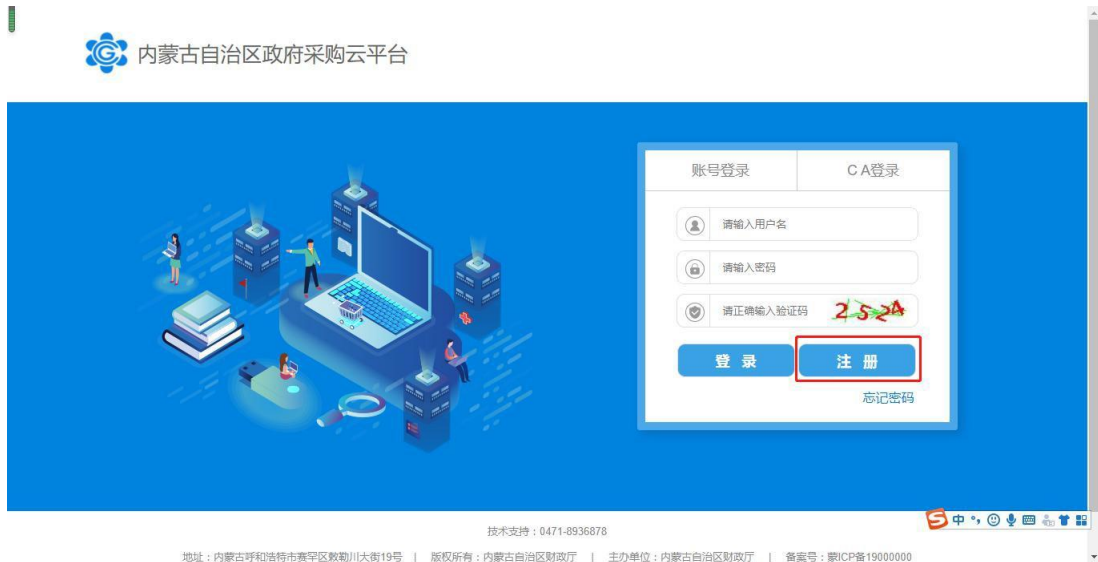 内蒙古自治区政府采购云平台
账号登录 CA登录
请输入用户名
请输入密码
请正确输入验证码 2524
登 录 注 册
忘记密码
中
技术支持：0471-8936878
地址：内蒙古呼和浩特市赛罕区敕勒川大街19号 | 版权所有：内蒙古自治区财政厅 | 主办单位：内蒙古自治区财政厅 | 备案号：蒙ICP备19000000